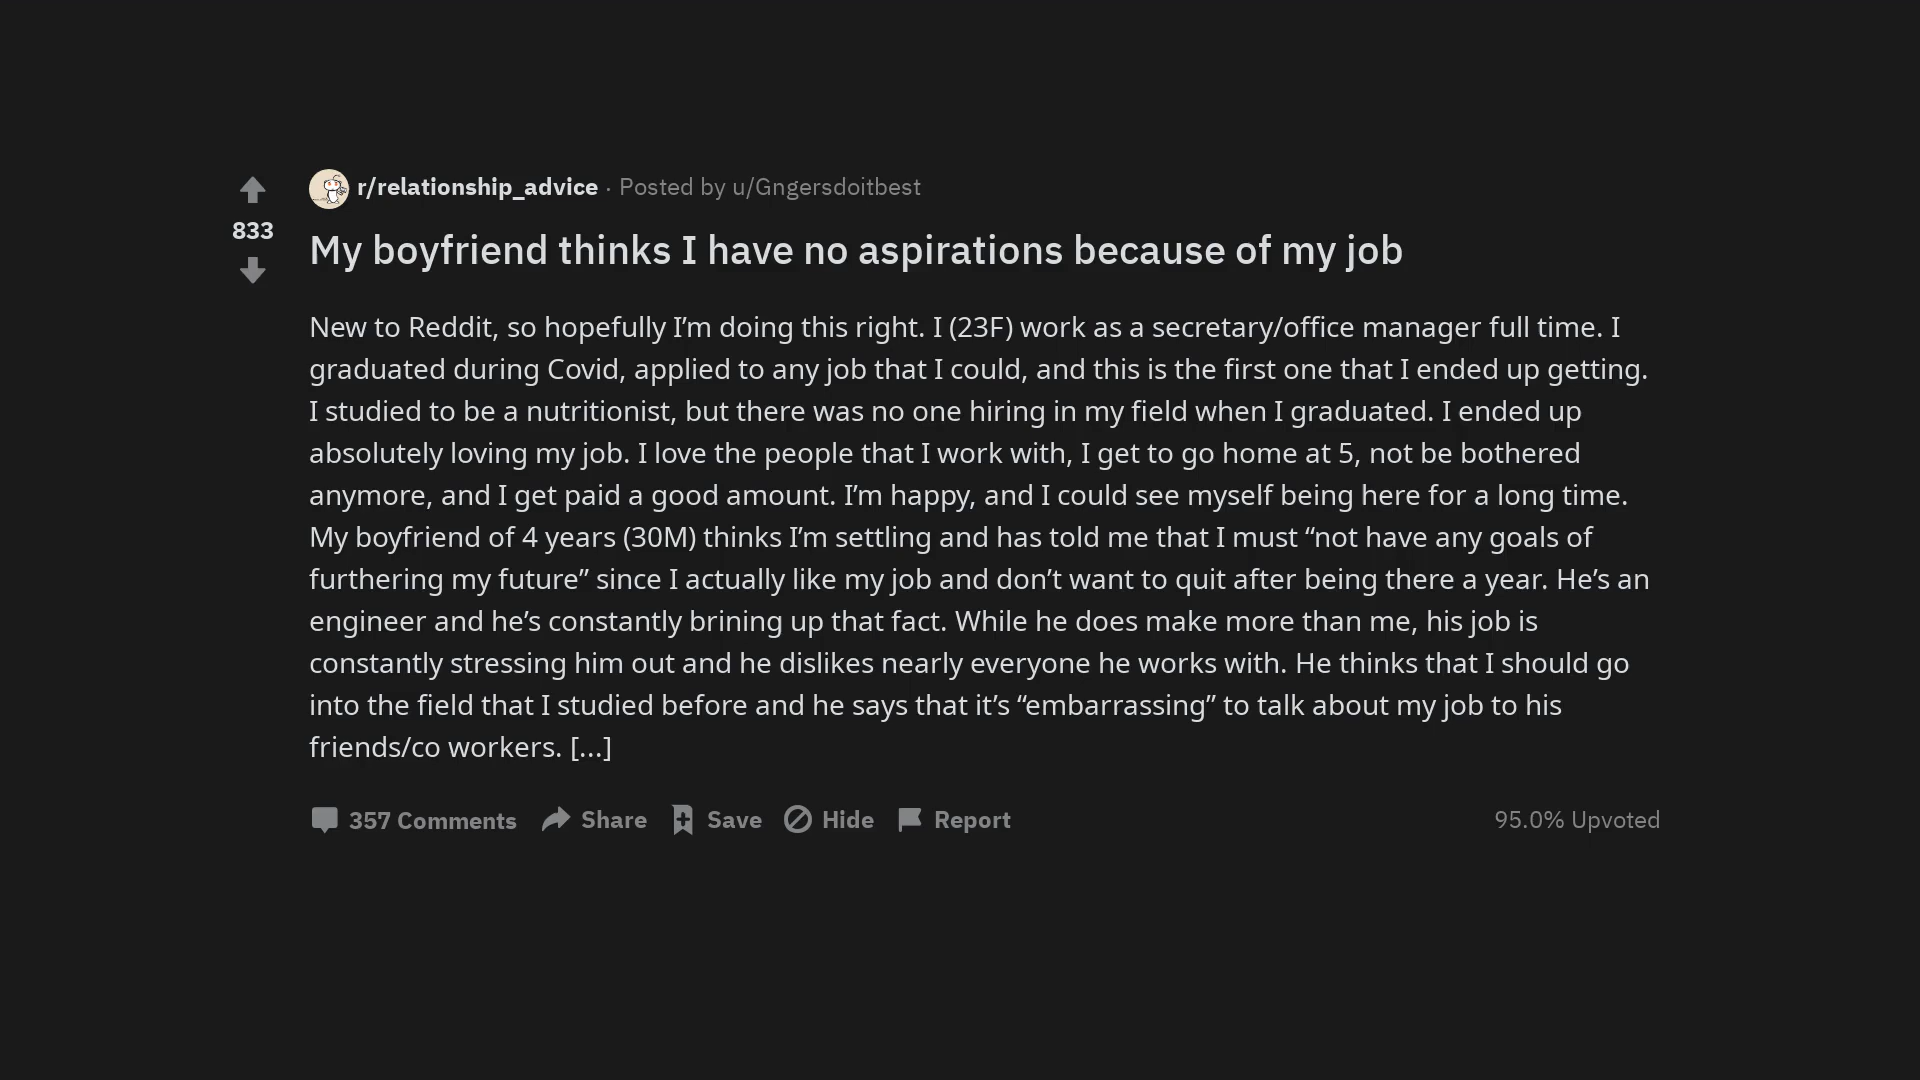 r/relationship_advice · Posted by u/Gngersdoitbest
833
My boyfriend thinks I have no aspirations because of my job
New to Reddit, so hopefully I’m doing this right. I (23F) work as a secretary/office manager full time. I
graduated during Covid, applied to any job that I could, and this is the first one that I ended up getting.
I studied to be a nutritionist, but there was no one hiring in my field when I graduated. I ended up
absolutely loving my job. I love the people that I work with, I get to go home at 5, not be bothered
anymore, and I get paid a good amount. I’m happy, and I could see myself being here for a long time.
My boyfriend of 4 years (30M) thinks I’m settling and has told me that I must “not have any goals of
furthering my future” since I actually like my job and don’t want to quit after being there a year. He’s an
engineer and he’s constantly brining up that fact. While he does make more than me, his job is
constantly stressing him out and he dislikes nearly everyone he works with. He thinks that I should go
into the field that I studied before and he says that it’s “embarrassing” to talk about my job to his
friends/co workers. [...]
357 Comments Share Save Hide Report 95.0% Upvoted